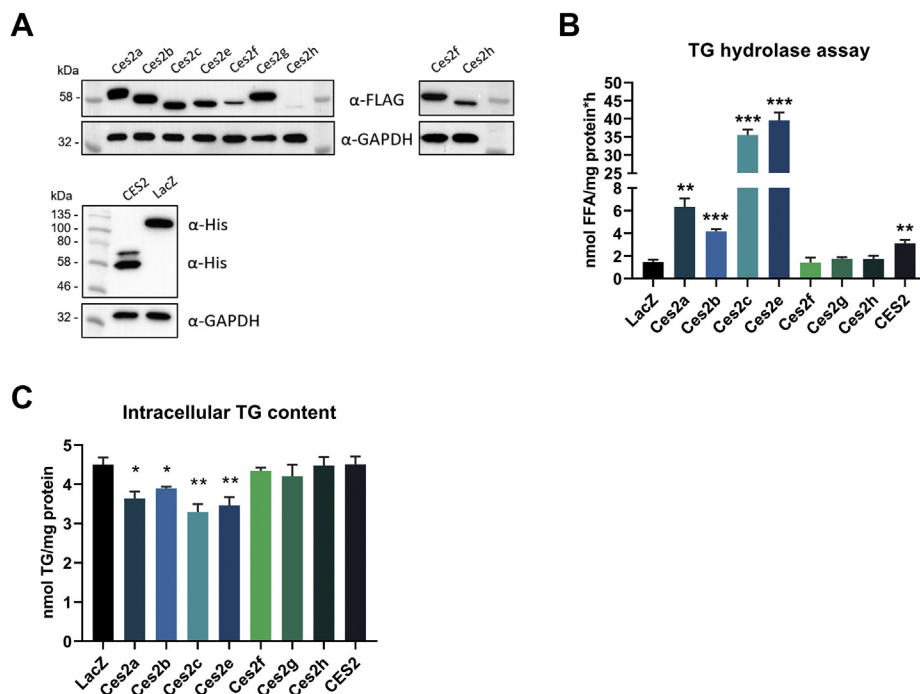 A
Ces2a Ces2b Ces2c Ces2e Ces2f Ces2g Ces2h
Ces2f Ces2h
kDa
58 -
α-FLAG
32 -
α-GAPDH
CES2 LacZ
kDa
135 -
100 -
80 -
58 -
46 -
α-His
α-His
32 -
α-GAPDH
B
TG hydrolase assay
nmol FFA/mg protein*h
50
45
40
35
30
25
20
15
8
6
4
2
0
** *** *** *** **
LacZ Ces2a Ces2b Ces2c Ces2e Ces2f Ces2g Ces2h CES2
C
Intracellular TG content
nmol TG/mg protein
5
4
3
2
1
0
* * ** **
LacZ Ces2a Ces2b Ces2c Ces2e Ces2f Ces2g Ces2h CES2